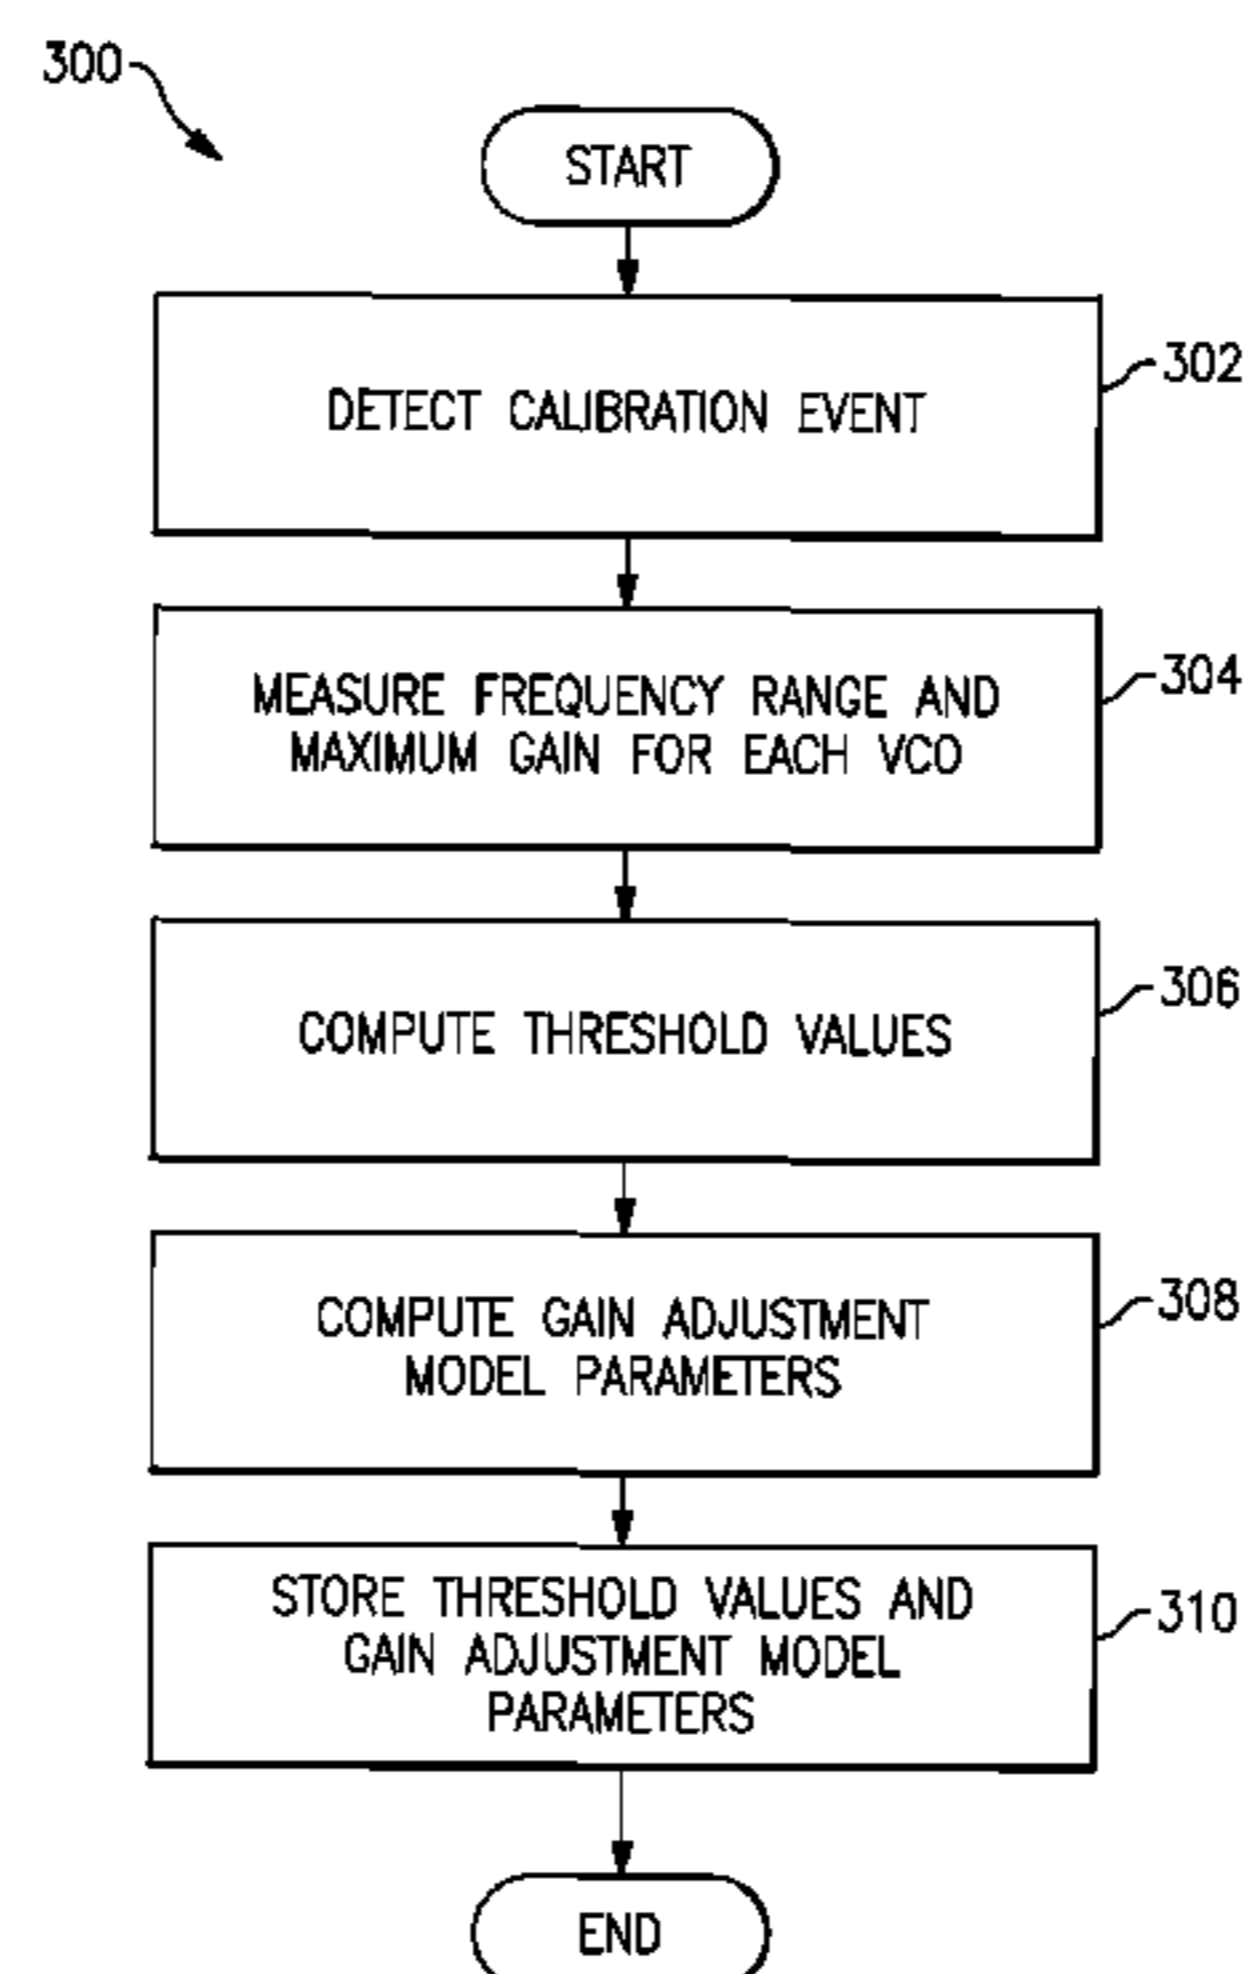 300
START
DETECT CALIBRATION EVENT
302
MEASURE FREQUENCY RANGE AND
MAXIMUM GAIN FOR EACH VCO
304
COMPUTE THRESHOLD VALUES
306
COMPUTE GAIN ADJUSTMENT
MODEL PARAMETERS
308
STORE THRESHOLD VALUES AND
GAIN ADJUSTMENT MODEL
PARAMETERS
310
END